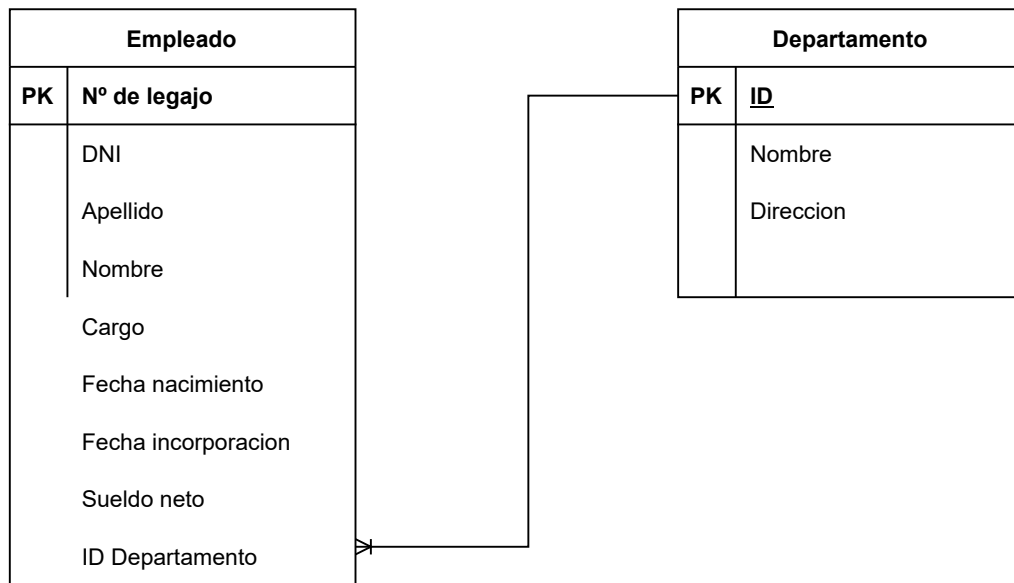 Empleado
PK Nº de legajo
DNI
Apellido
Nombre
Cargo
Fecha nacimiento
Fecha incorporacion
Sueldo neto
ID Departamento
Departamento
PK ID
Nombre
Direccion